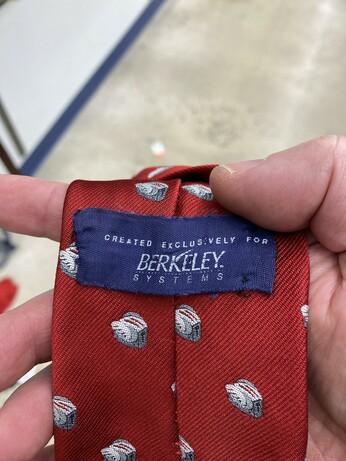 CREATED EXCLUSIVELY FOR
BERKELEY
SYSTEMS